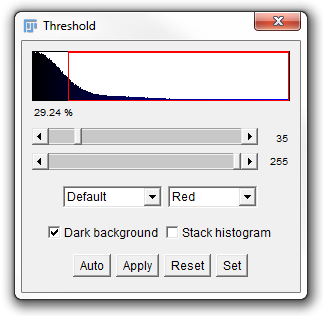 Threshold
29.24 %
35
255
Default Red
Dark background Stack histogram
Auto Apply Reset Set